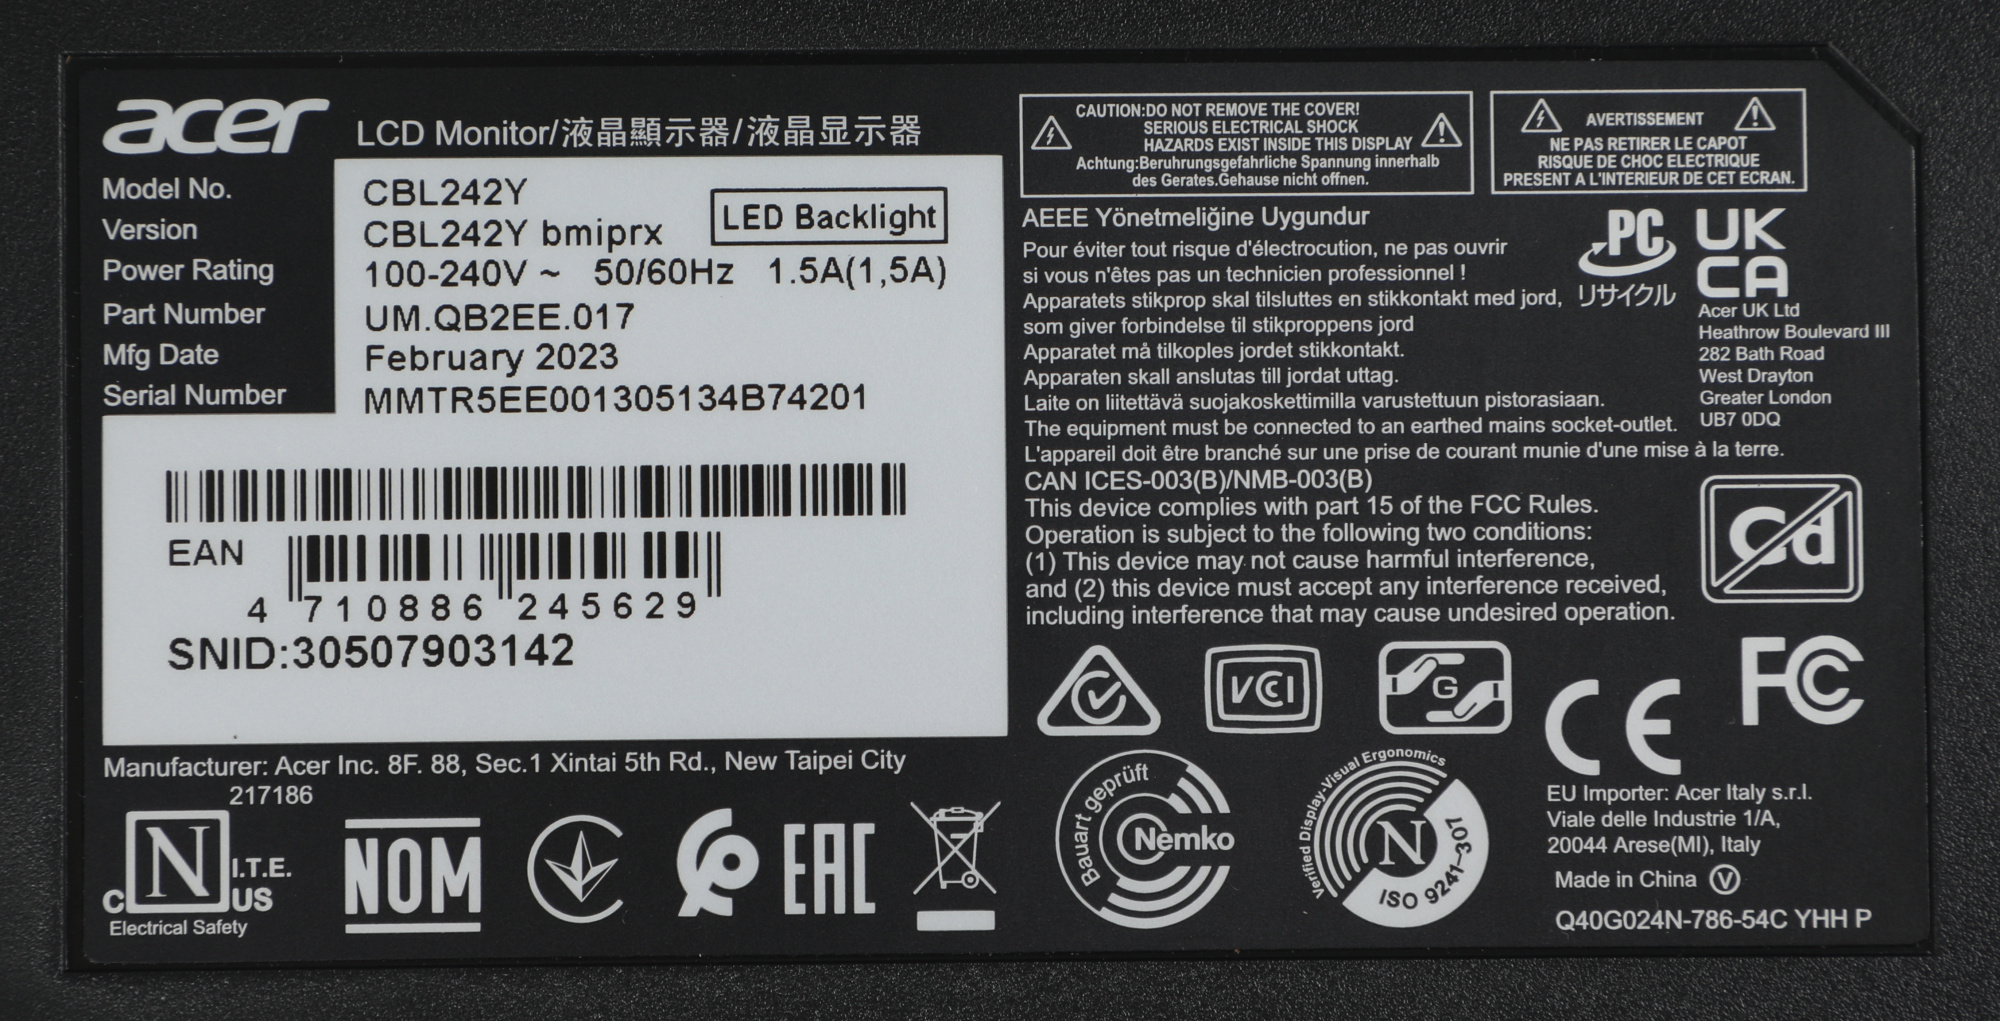 acer LCD Monitor/液晶顯示器/液晶显示器
Model No. CBL242Y
Version CBL242Y bmiprx
LED Backlight
Power Rating 100-240V ~ 50/60Hz 1.5A(1,5A)
Part Number UM.QB2EE.017
Mfg Date February 2023
Serial Number MMTR5EE001305134B74201
EAN
4 710886 245629
SNID:30507903142
Manufacturer: Acer Inc. 8F. 88, Sec.1 Xintai 5th Rd., New Taipei City
217186
N
I.T.E.
C US
Electrical Safety
NOM
EAC
CAUTION:DO NOT REMOVE THE COVER!
SERIOUS ELECTRICAL SHOCK
HAZARDS EXIST INSIDE THIS DISPLAY
Achtung:Beruhrungsgefahrliche Spannung innerhalb
des Gerates.Gehause nicht offnen.
AVERTISSEMENT
NE PAS RETIRER LE CAPOT
RISQUE DE CHOC ELECTRIQUE
PRESENT A L'INTERIEUR DE CET ECRAN.
AEEE Yönetmeliğine Uygundur
Pour éviter tout risque d'électrocution, ne pas ouvrir
si vous n'êtes pas un technicien professionnel !
Apparatets stikprop skal tilsluttes en stikkontakt med jord,
som giver forbindelse til stikproppens jord
Apparatet må tilkoples jordet stikkontakt.
Apparaten skall anslutas till jordat uttag.
Laite on liitettävä suojakoskettimilla varustettuun pistorasiaan.
The equipment must be connected to an earthed mains socket-outlet.
L'appareil doit être branché sur une prise de courant munie d'une mise à la terre.
PC
リサイクル
UK
CA
Acer UK Ltd
Heathrow Boulevard III
282 Bath Road
West Drayton
Greater London
UB7 0DQ
CAN ICES-003(B)/NMB-003(B)
This device complies with part 15 of the FCC Rules.
Operation is subject to the following two conditions:
(1) This device may not cause harmful interference,
and (2) this device must accept any interference received,
including interference that may cause undesired operation.
Cd
VCI
G
CE
FC
Bauart geprüft
Nemko
Verified Display-Visual Ergonomics
N
ISO 9241-307
EU Importer: Acer Italy s.r.l.
Viale delle Industrie 1/A,
20044 Arese(MI), Italy
Made in China V
Q40G024N-786-54C YHH P